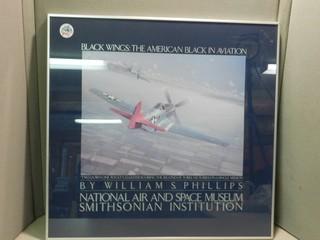 BLACK WINGS: THE AMERICAN BLACK IN AVIATION
BY WILLIAM S. PHILLIPS
NATIONAL AIR AND SPACE MUSEUM
SMITHSONIAN INSTITUTION